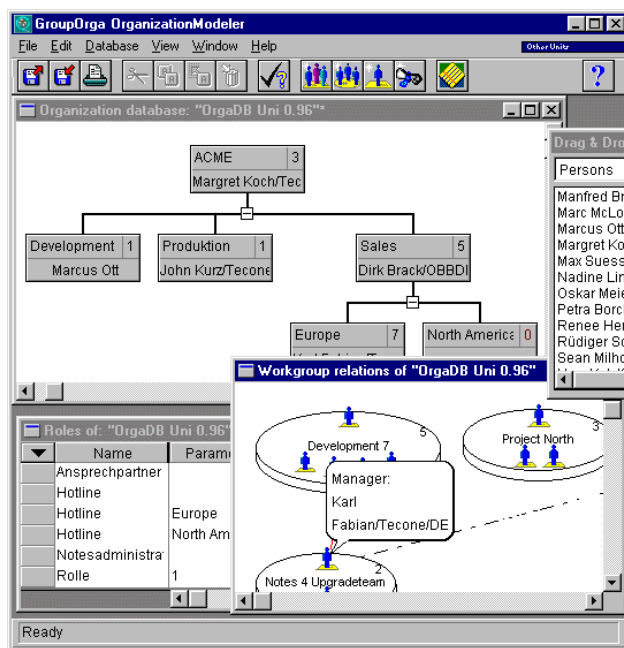 GroupOrga OrganizationModeler
File Edit Database View Window Help
Other Units
Organization database: "OrgaDB Uni 0.96"*
ACME 3
Margret Koch/Tec
Development 1
Marcus Ott
Produktion 1
John Kurz/Tecone
Sales 5
Dirk Brack/OBBDI
Europe 7
North America 0
Drag & Dro
Persons
Manfred Br
Marc McLo
Marcus Ott
Margret Ko
Max Suess
Nadine Lin
Oskar Meie
Petra Borch
Renee Her
Rüdiger Sc
Sean Milho
Roles of: "OrgaDB Uni 0.96"
Name Parame
Ansprechpartner
Hotline
Hotline Europe
Hotline North Am
Notesadministra
Rolle 1
Workgroup relations of "OrgaDB Uni 0.96"
Development 7 5
Project North 3
Manager:
Karl
Fabian/Tecone/DE
Notes 4 Upgradeteam 2
Ready